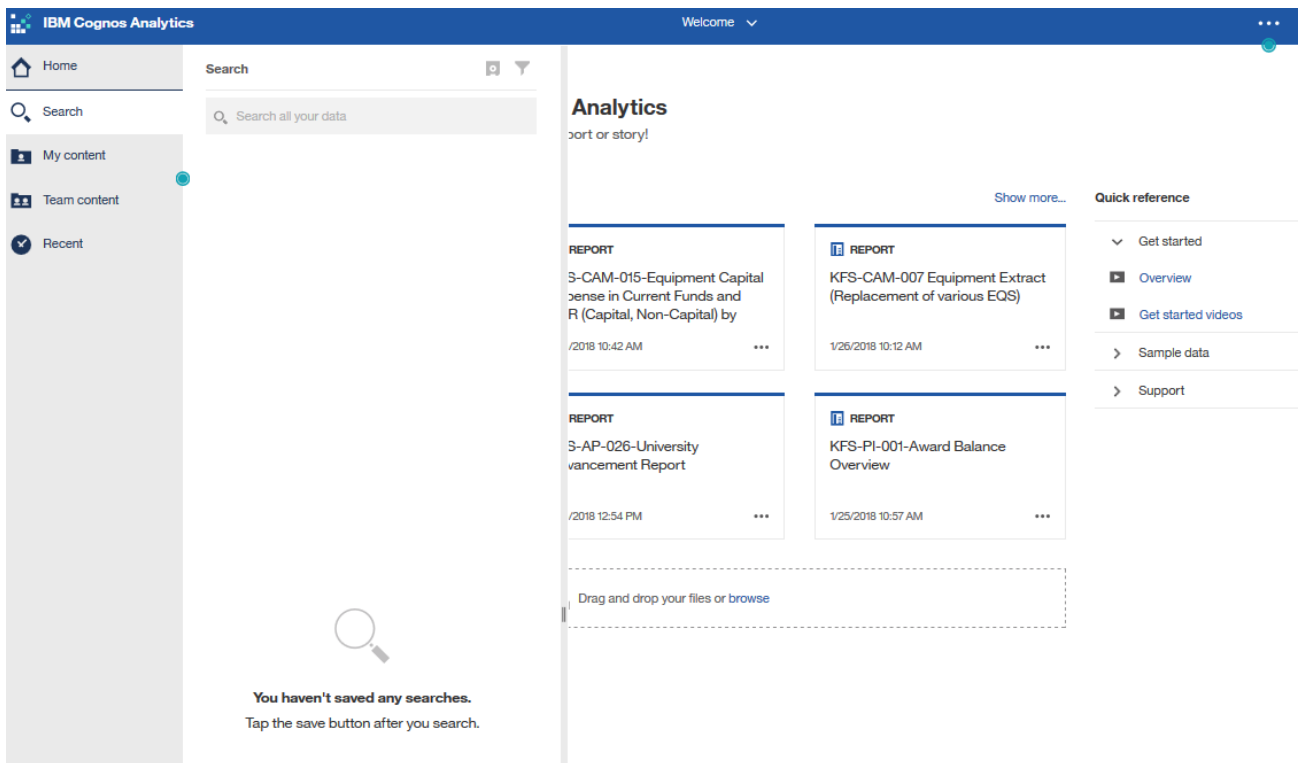 IBM Cognos Analytics
Welcome
Home
Search
My content
Team content
Recent
Search
Search all your data
You haven't saved any searches.
Tap the save button after you search.
Analytics
port or story!
Show more...
REPORT
S-CAM-015-Equipment Capital
pense in Current Funds and
R (Capital, Non-Capital) by
/2018 10:42 AM
REPORT
KFS-CAM-007 Equipment Extract
(Replacement of various EQS)
1/26/2018 10:12 AM
REPORT
S-AP-026-University
vancement Report
/2018 12:54 PM
REPORT
KFS-PI-001-Award Balance
Overview
1/25/2018 10:57 AM
Drag and drop your files or browse
Quick reference
Get started
Overview
Get started videos
Sample data
Support